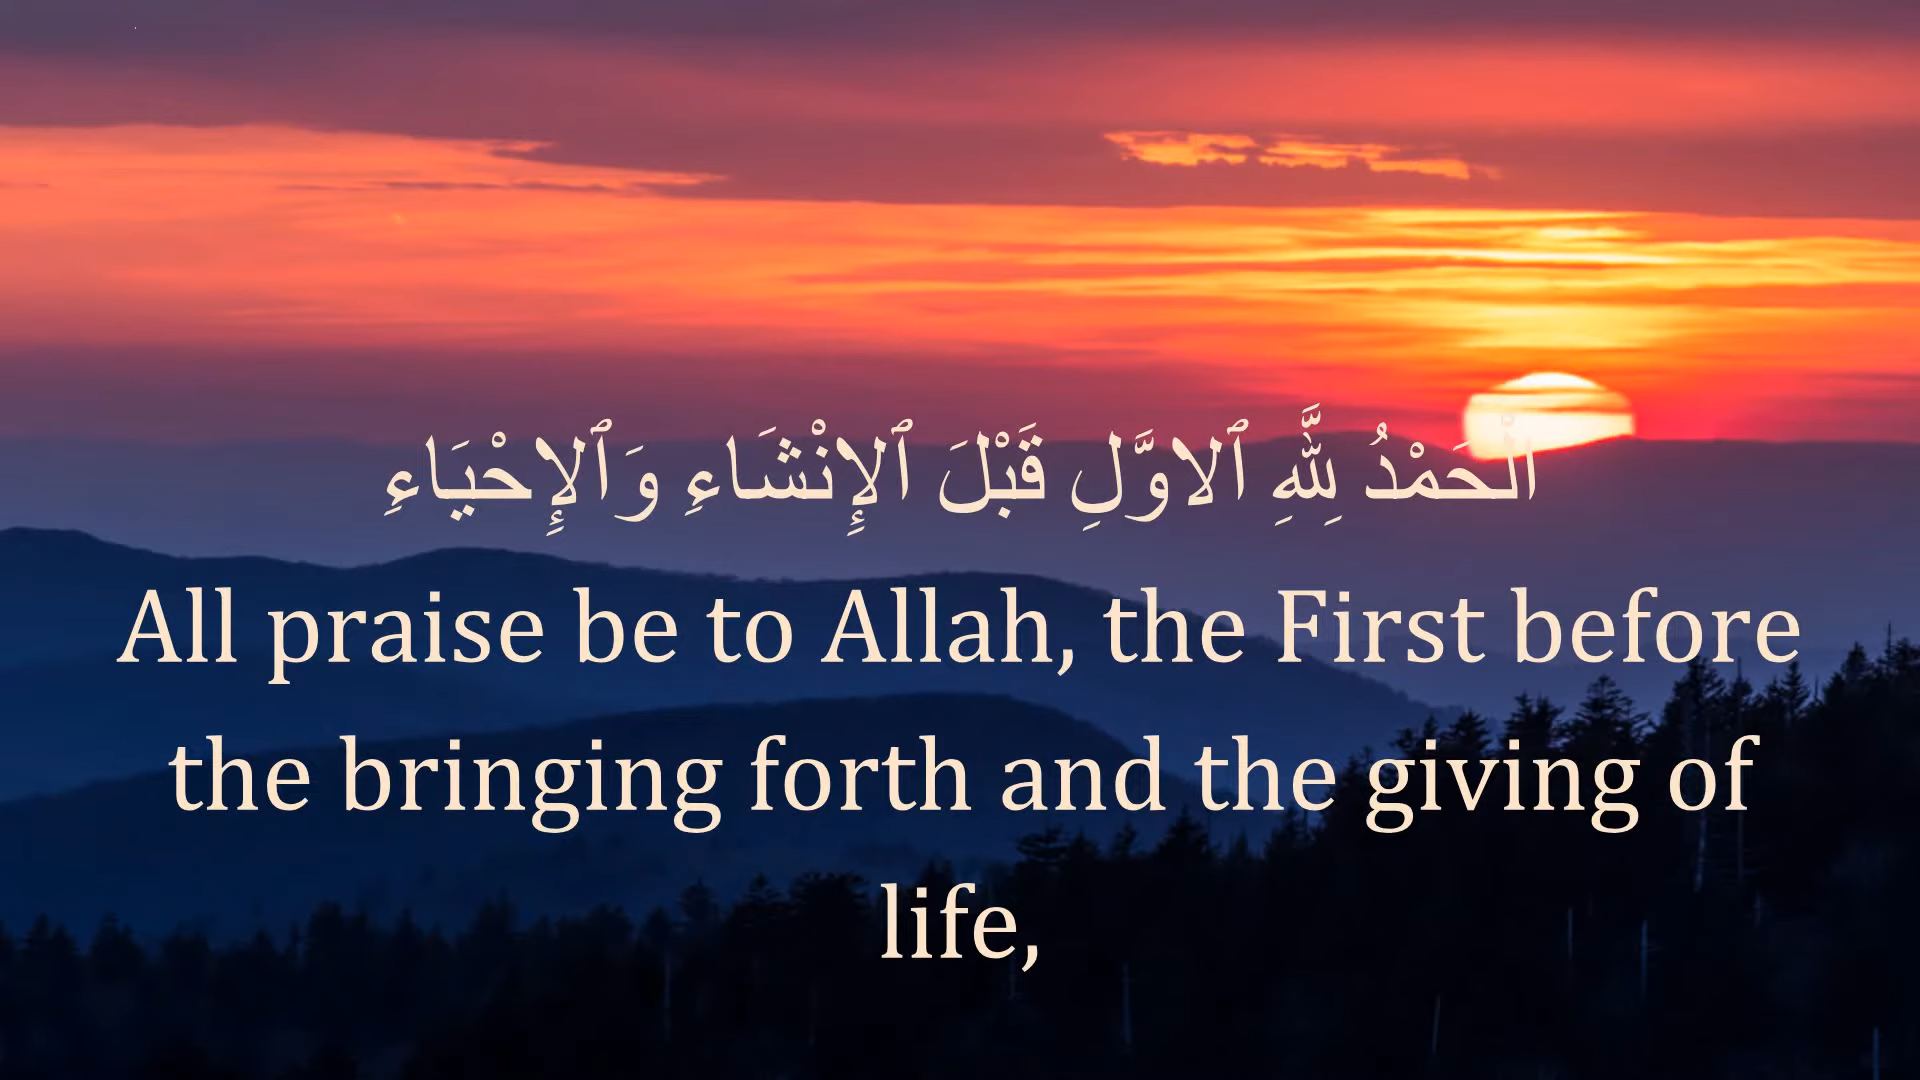 الْحَمْدُ لِلَّهِ ٱلاوَّلِ قَبْلَ ٱلإِنْشَاءِ وَٱلإِحْيَاءِ
All praise be to Allah, the First before
the bringing forth and the giving of
life,